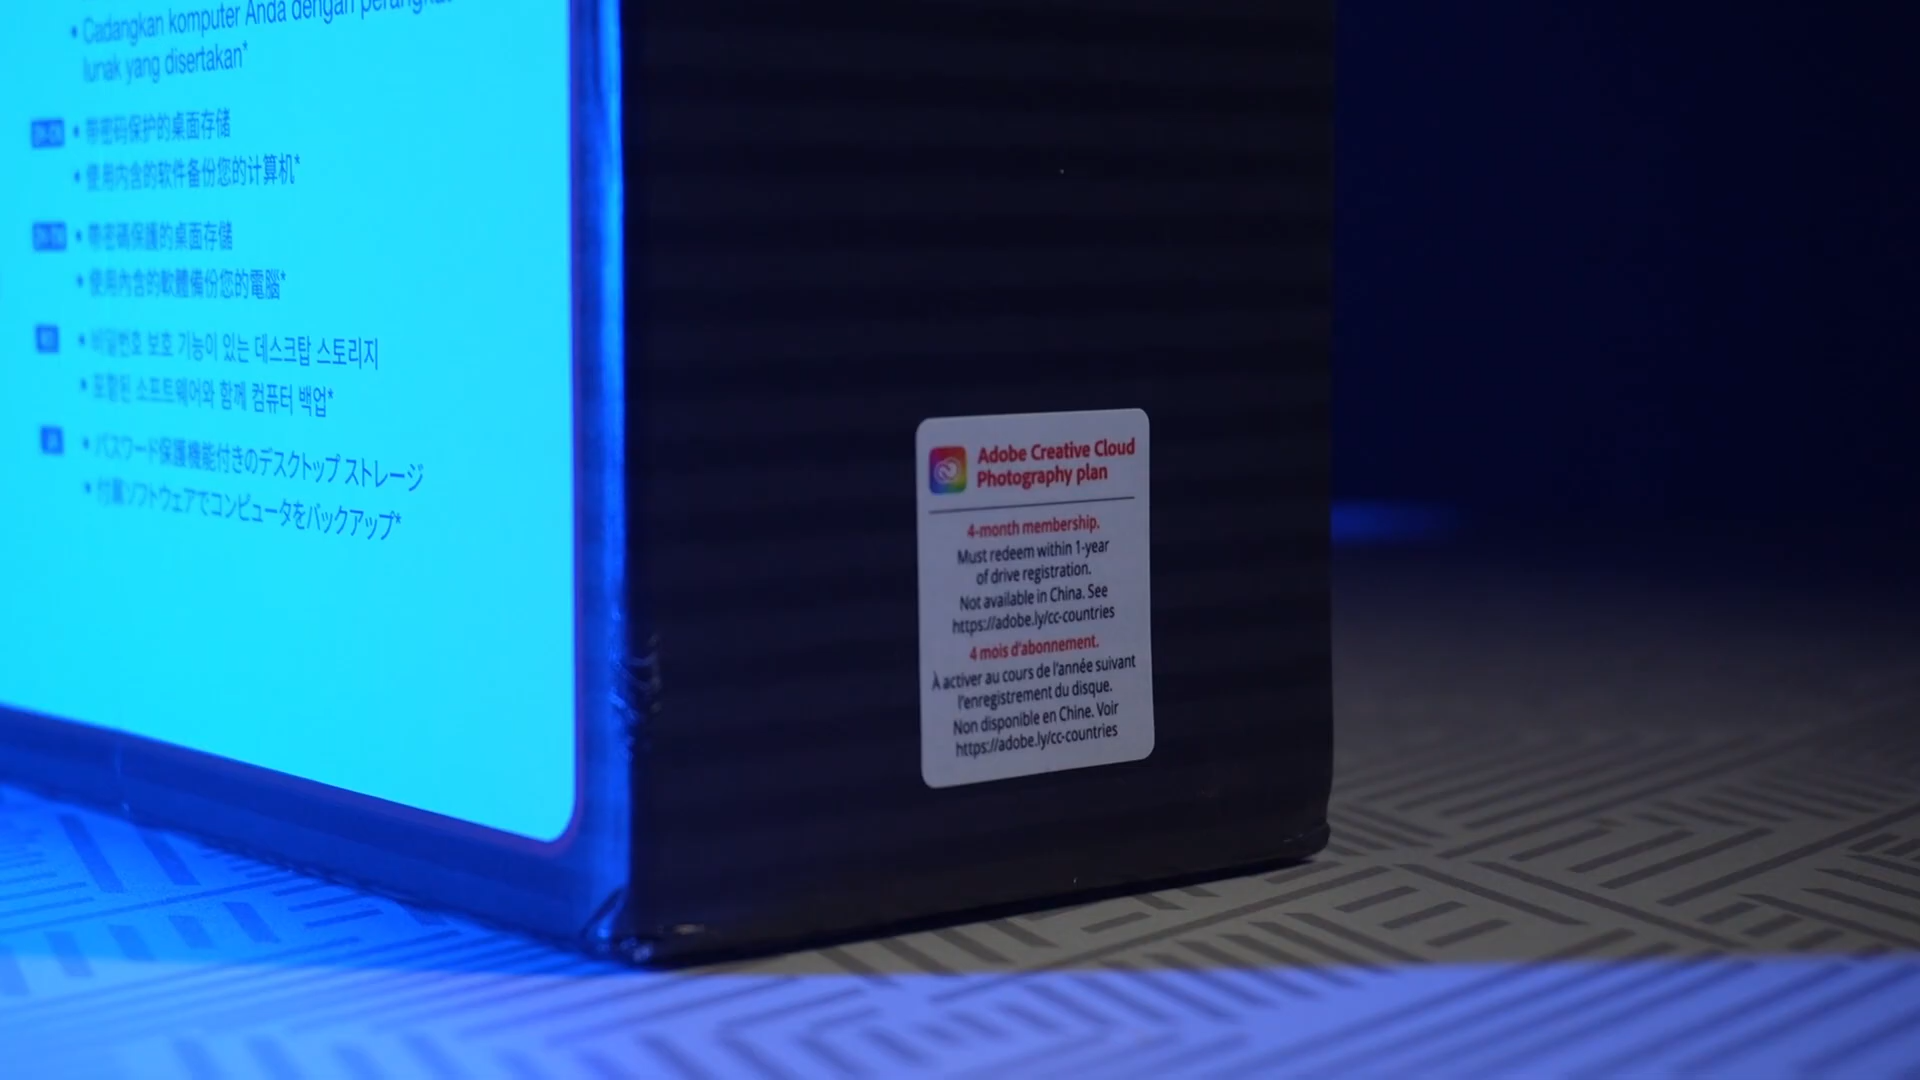 • Cadangkan komputer Anda dengan perangkat
lunak yang disertakan*
• 带密码保护的桌面存储
• 使用内含的软件备份您的计算机*
• 帶密碼保護的桌面存儲
• 使用內含的軟體備份您的電腦*
• 비밀번호 보호 기능이 있는 데스크탑 스토리지
• 포함된 소프트웨어와 함께 컴퓨터 백업*
• パスワード保護機能付きのデスクトップ ストレージ
• 付属ソフトウェアでコンピュータをバックアップ*
Adobe Creative Cloud
Photography plan
4-month membership.
Must redeem within 1-year
of drive registration.
Not available in China. See
https://adobe.ly/cc-countries
4 mois d'abonnement.
À activer au cours de l'année suivant
l'enregistrement du disque.
Non disponible en Chine. Voir
https://adobe.ly/cc-countries